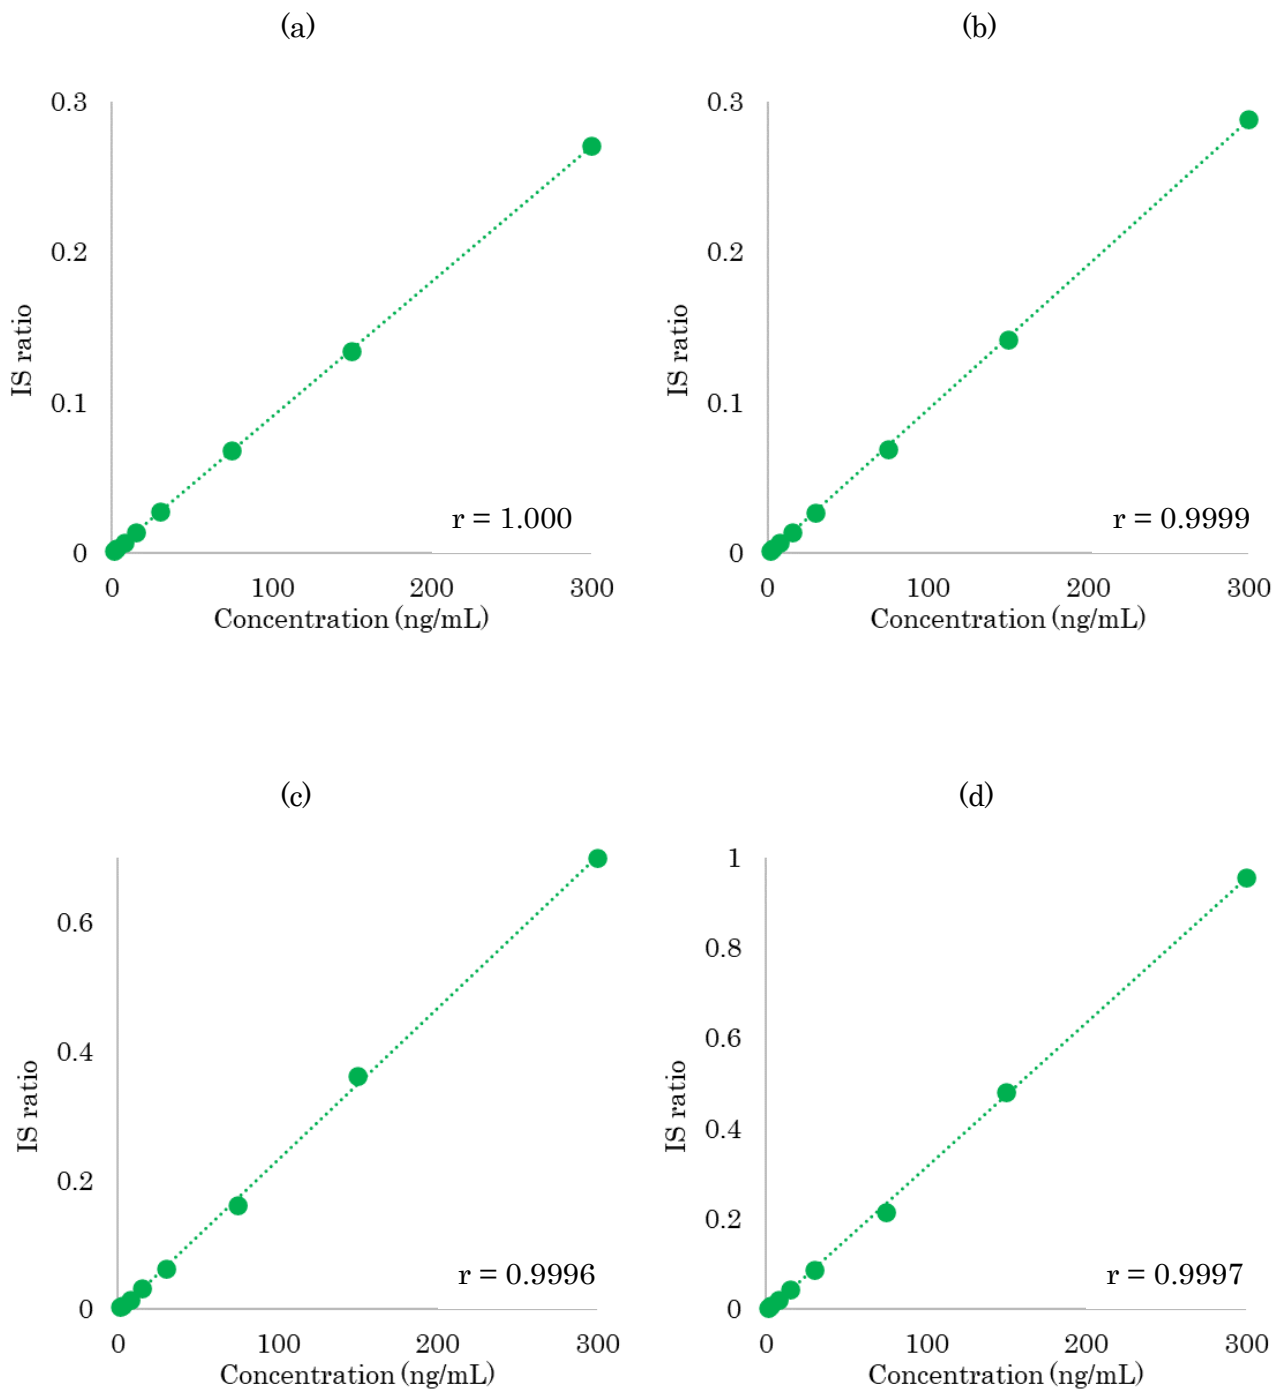 (a)
0.3
0.2
0.1
0
IS ratio
r = 1.000
0 100 200 300
Concentration (ng/mL)
(b)
0.3
0.2
0.1
0
IS ratio
r = 0.9999
0 100 200 300
Concentration (ng/mL)
(c)
0.6
0.4
0.2
0
IS ratio
r = 0.9996
0 100 200 300
Concentration (ng/mL)
(d)
1
0.8
0.6
0.4
0.2
0
IS ratio
r = 0.9997
0 100 200 300
Concentration (ng/mL)